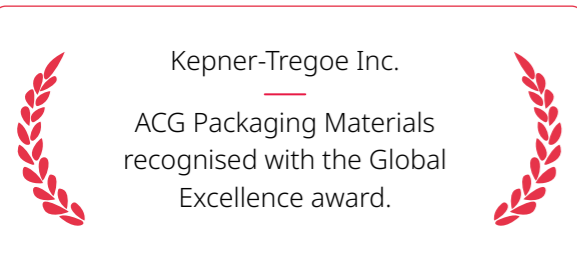 Kepner-Tregoe Inc.
ACG Packaging Materials
recognised with the Global
Excellence award.